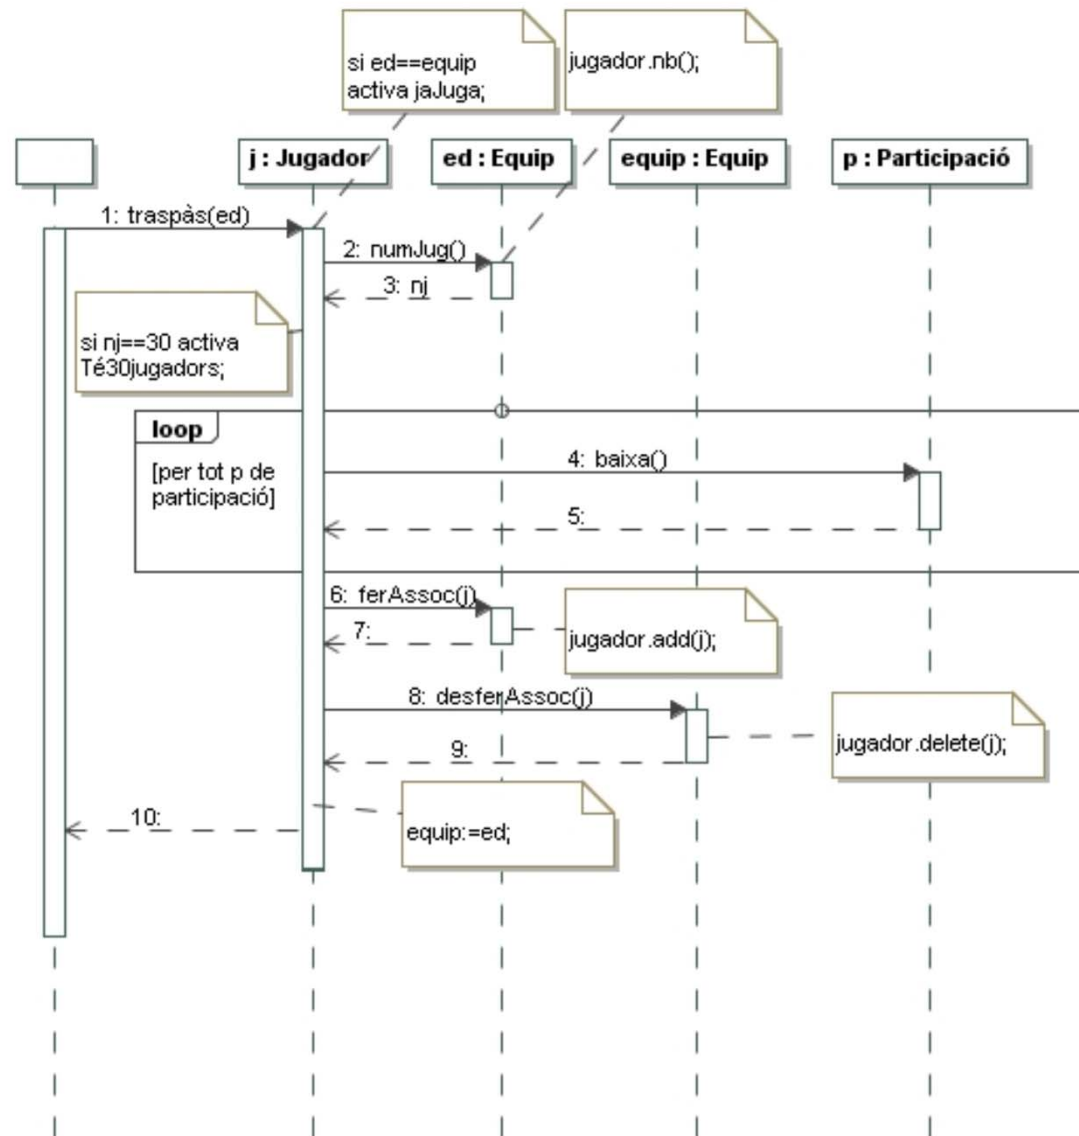 si ed==equip
activa jaJuga;
jugador.nb();
j : Jugador
ed : Equip
equip : Equip
p : Participació
1: traspàs(ed)
2: numJug()
3: nj
si nj==30 activa
Té30jugadors;
loop
[per tot p de
participació]
4: baixa()
5:
6: ferAssoc(j)
7:
jugador.add(j);
8: desferAssoc(j)
jugador.delete(j);
9:
equip:=ed;
10: